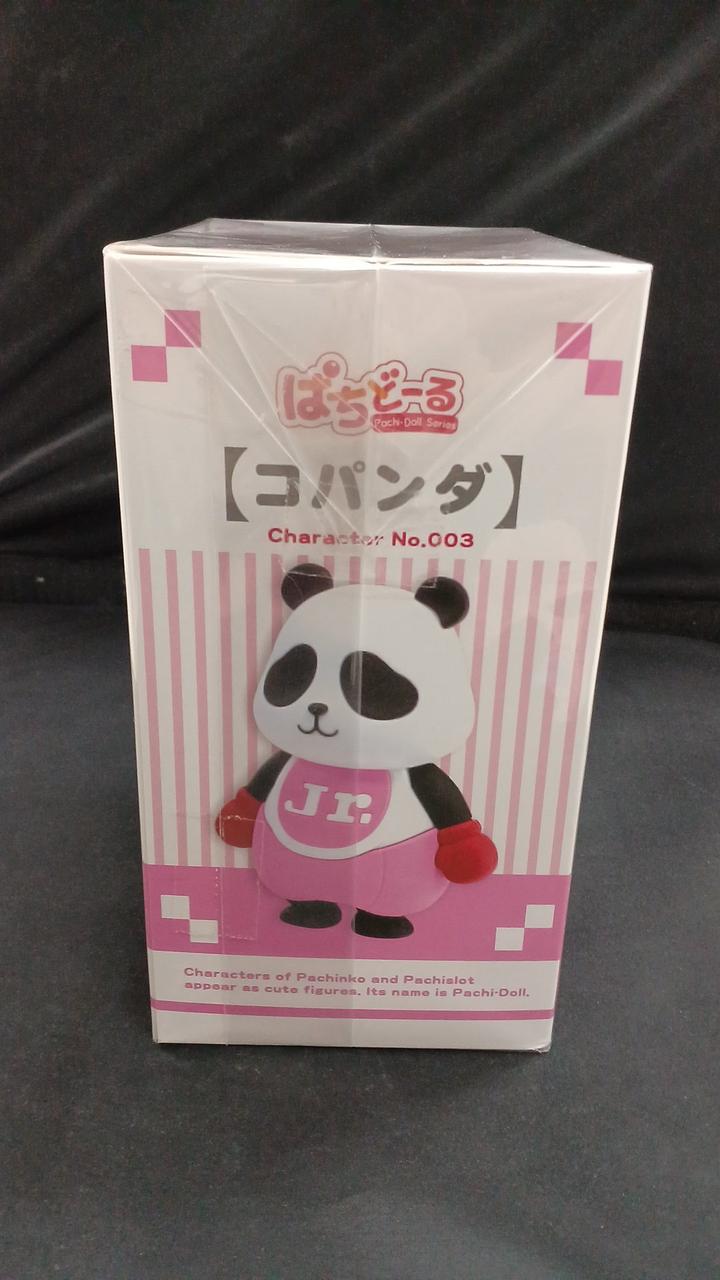 ぱちどーる
Pachi-Doll Series
【コパンダ】
Character No.003
Jr.
Characters of Pachinko and Pachislot
appear as cute figures. Its name is Pachi-Doll.